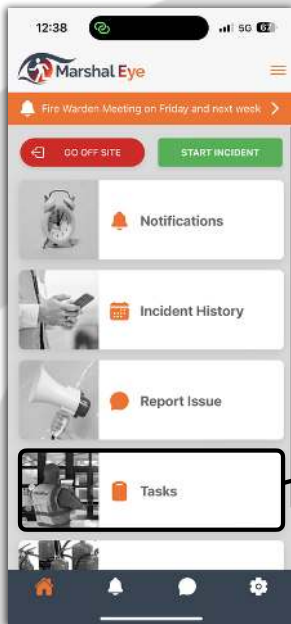 12:38
5G 67
Marshal Eye
Fire Warden Meeting on Friday and next week
GO OFF SITE
START INCIDENT
Notifications
Incident History
Report Issue
Tasks